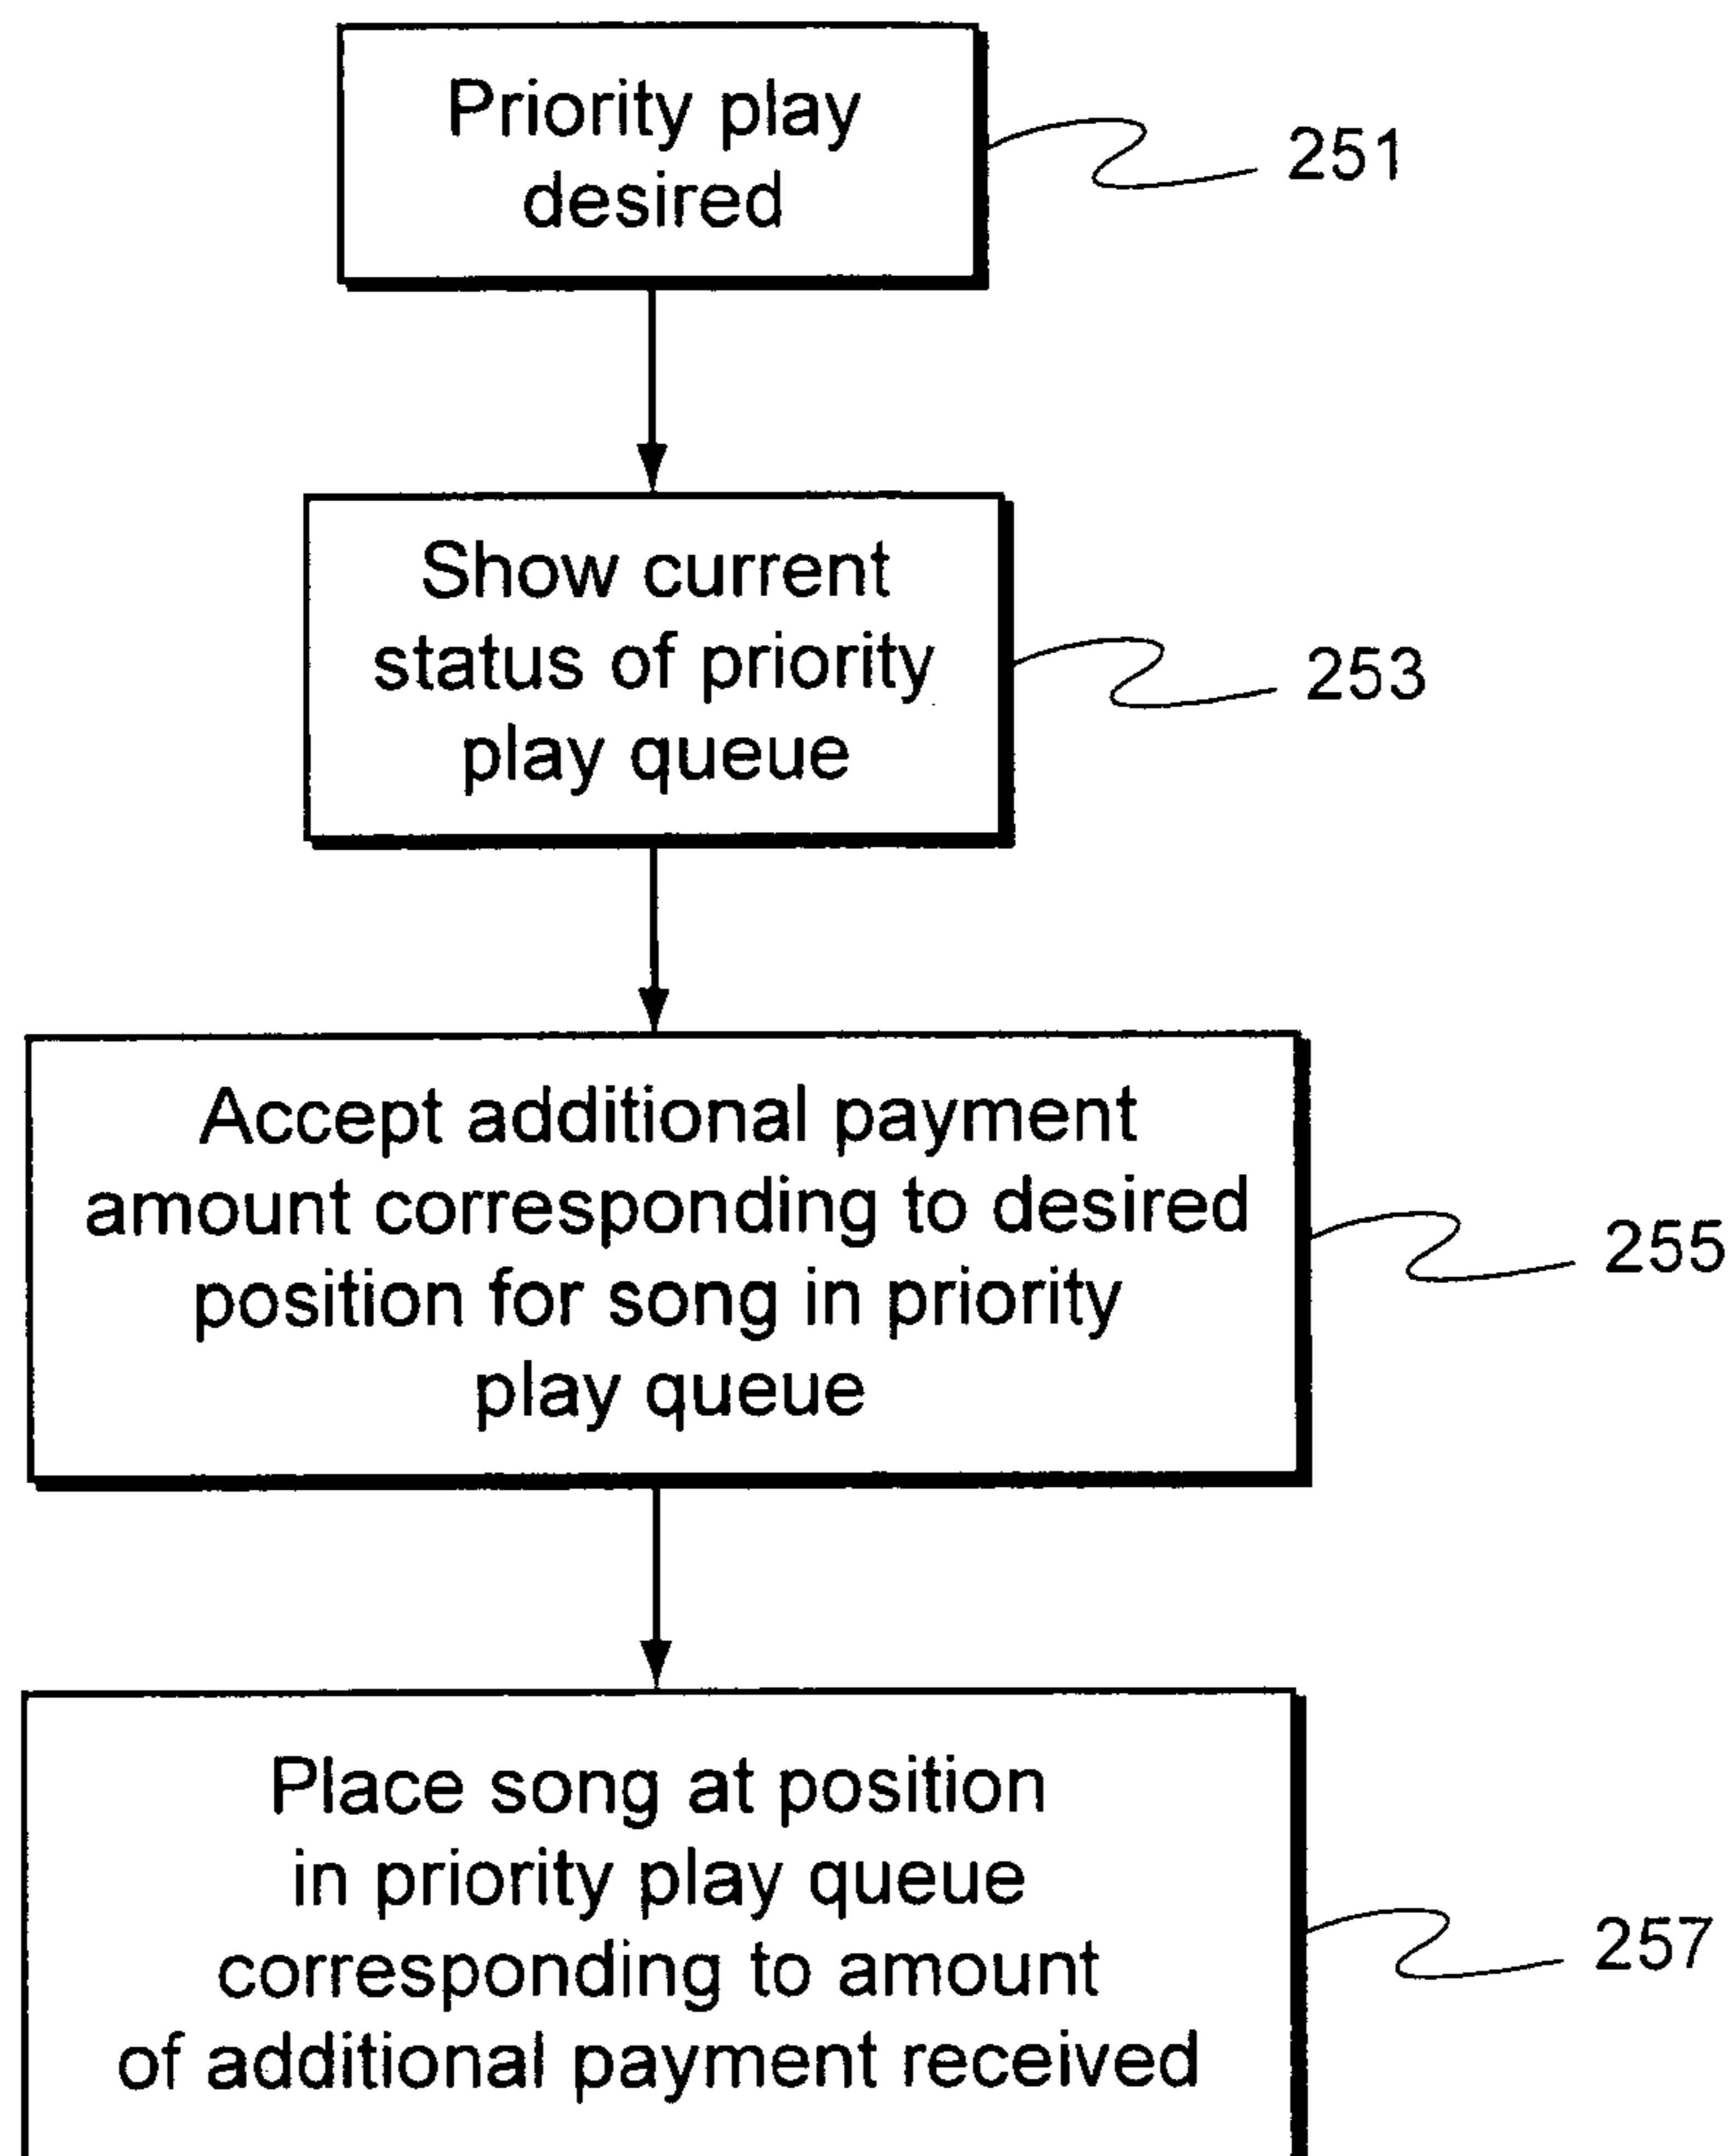 Priority play
desired
251
Show current
status of priority
play queue
253
Accept additional payment
amount corresponding to desired
position for song in priority
play queue
255
Place song at position
in priority play queue
corresponding to amount
of additional payment received
257